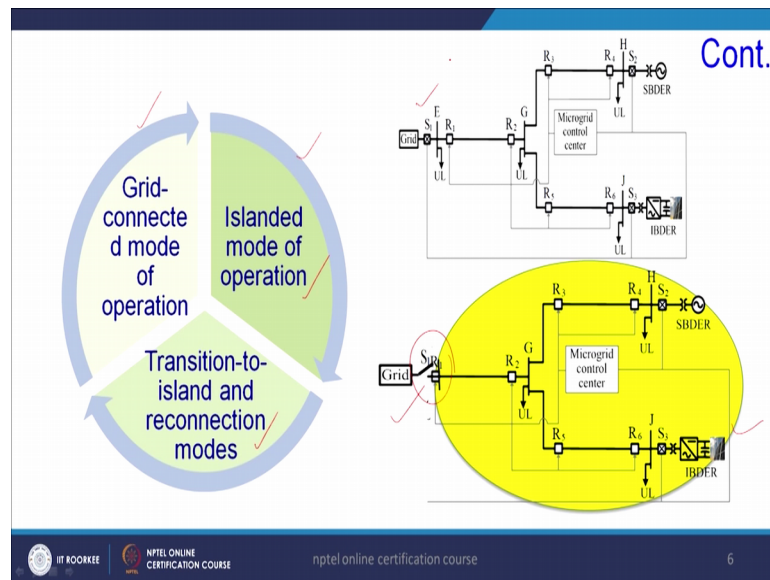 Cont.
Grid-
connecte
d mode
of
operation
Islanded
mode of
operation
Transition-to-
island and
reconnection
modes
Grid
S1
E
R1
UL
R2
G
UL
R3
R4
H
S2
UL
SBDER
Microgrid
control
center
R5
R6
J
S3
UL
IBDER
Grid
S1
R1
R2
G
UL
R3
R4
H
S2
UL
SBDER
Microgrid
control
center
R5
R6
J
S3
UL
IBDER
IIT ROORKEE
NPTEL ONLINE
CERTIFICATION COURSE
nptel online certification course
6